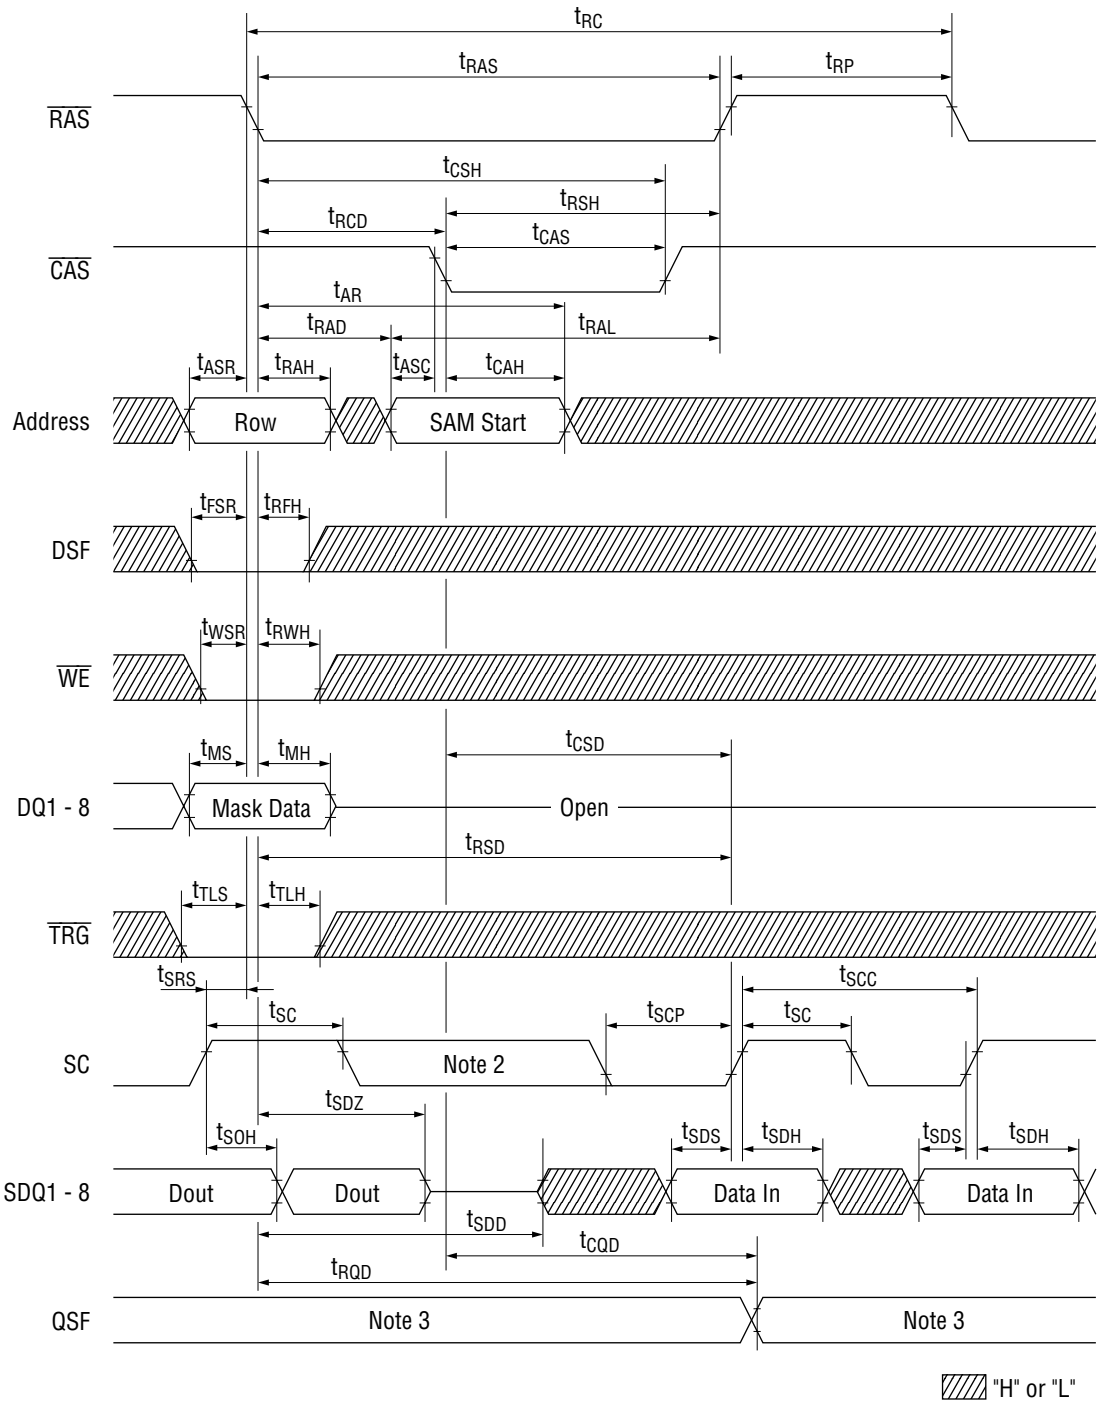 tRC
tRAS
tRP
RAS
tCSH
tRSH
tRCD
tCAS
CAS
tAR
tRAD
tRAL
tASR
tRAH
tASC
tCAH
Address
Row
SAM Start
tFSR
tRFH
DSF
tWSR
tRWH
WE
tCSD
tMS
tMH
DQ1 - 8
Mask Data
Open
tRSD
tTLS
tTLH
TRG
tSRS
tSCC
tSC
tSCP
tSC
SC
Note 2
tSDZ
tSOH
tSDS
tSDH
tSDS
tSDH
SDQ1 - 8
Dout
Dout
Data In
Data In
tSDD
tCQD
tRQD
QSF
Note 3
Note 3
"H" or "L"